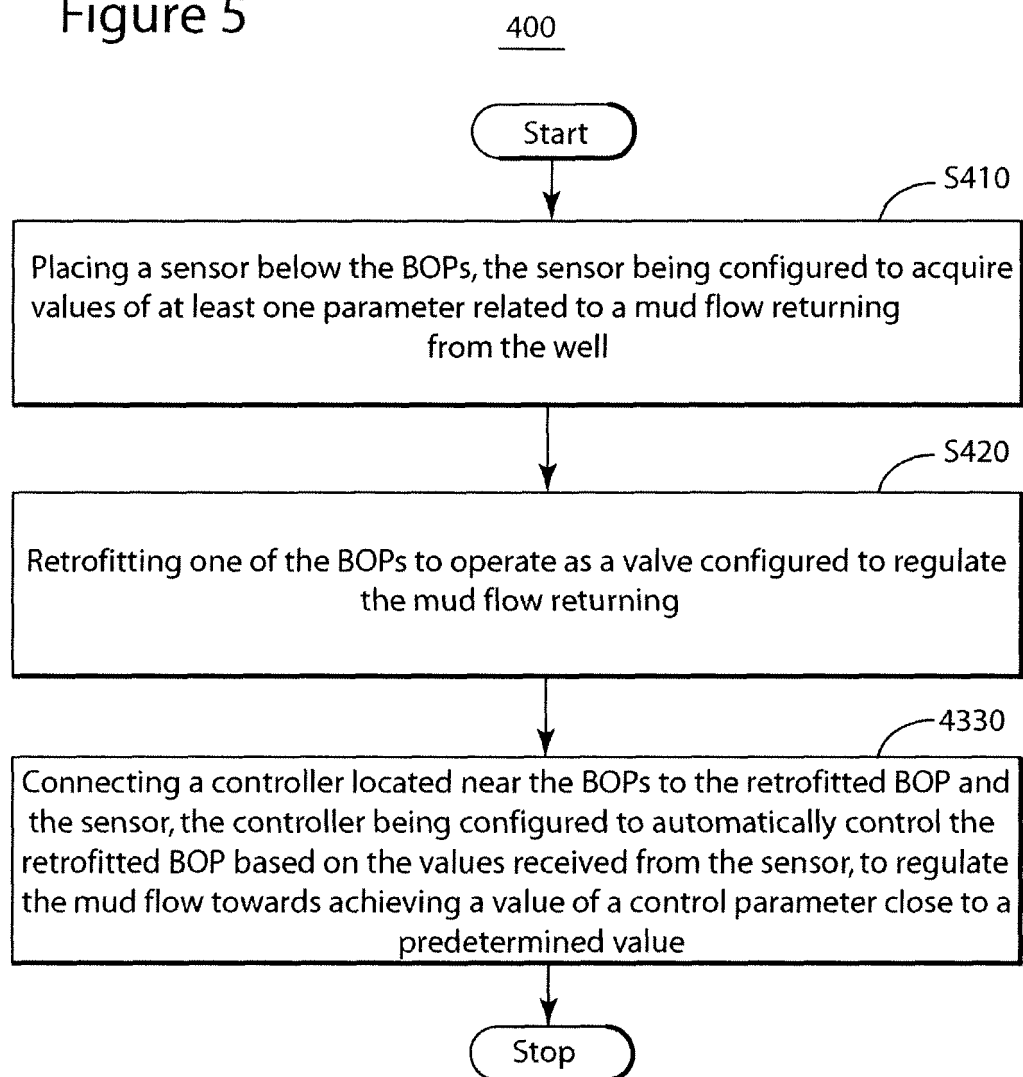 Figure 5
400
Start
S410
Placing a sensor below the BOPs, the sensor being configured to acquire
values of at least one parameter related to a mud flow returning
from the well
S420
Retrofitting one of the BOPs to operate as a valve configured to regulate
the mud flow returning
4330
Connecting a controller located near the BOPs to the retrofitted BOP and
the sensor, the controller being configured to automatically control the
retrofitted BOP based on the values received from the sensor, to regulate
the mud flow towards achieving a value of a control parameter close to a
predetermined value
Stop